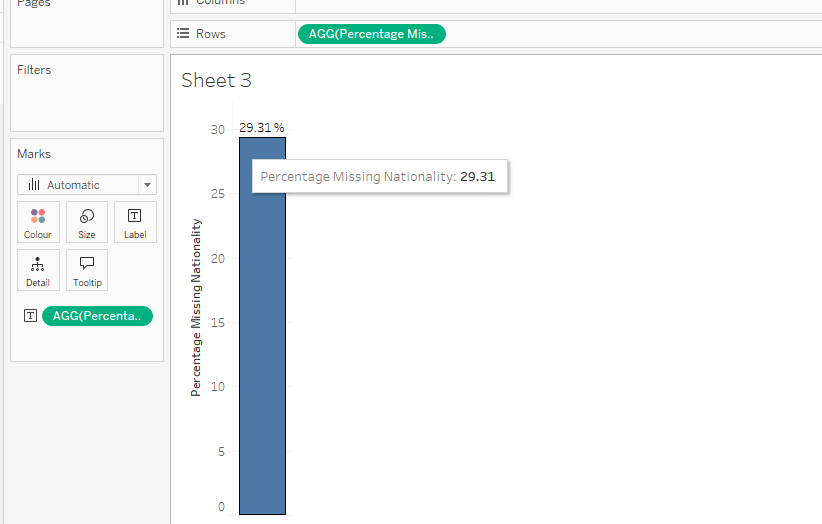 Pages
Columns
Rows
AGG(Percentage Mis..
Filters
Sheet 3
Marks
Automatic
Colour
Size
Label
Detail
Tooltip
AGG(Percenta..
29.31 %
Percentage Missing Nationality: 29.31
Percentage Missing Nationality
30
25
20
15
10
5
0